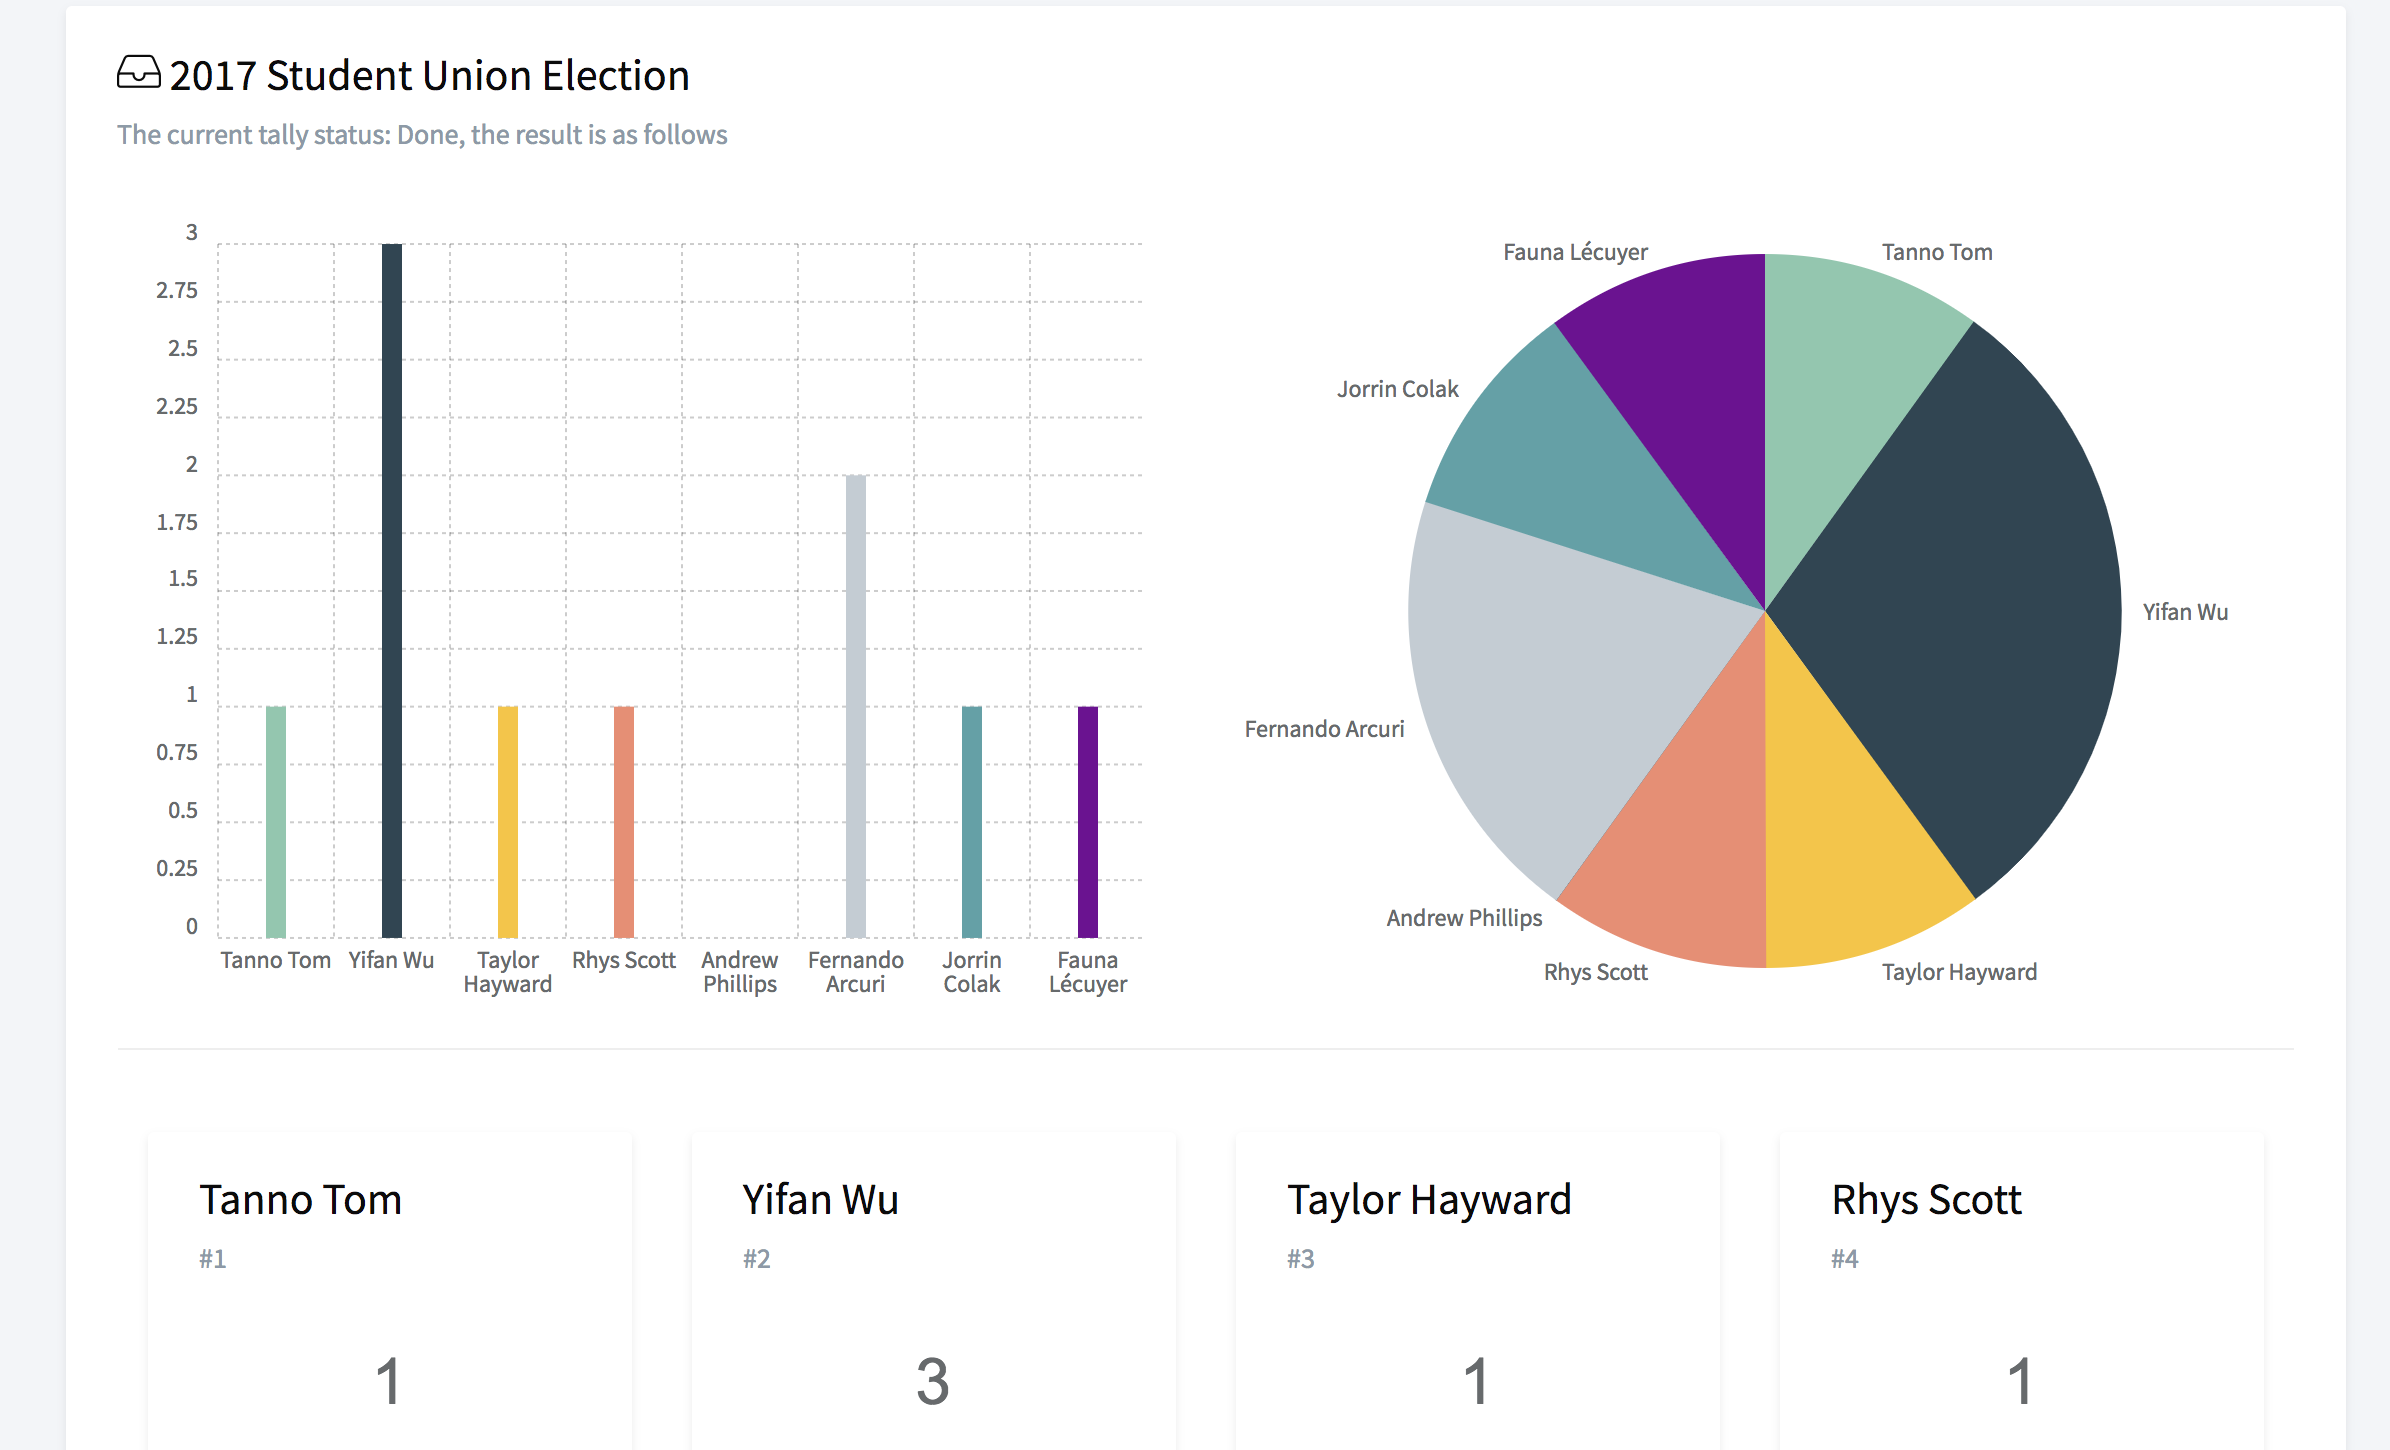 2017 Student Union Election
The current tally status: Done, the result is as follows
3
2.75
2.5
2.25
2
1.75
1.5
1.25
1
0.75
0.5
0.25
0
Tanno Tom
Yifan Wu
Taylor
Hayward
Rhys Scott
Andrew
Phillips
Fernando
Arcuri
Jorrin
Colak
Fauna
Lécuyer
Fauna Lécuyer
Tanno Tom
Jorrin Colak
Yifan Wu
Fernando Arcuri
Andrew Phillips
Rhys Scott
Taylor Hayward
Tanno Tom
#1
1
Yifan Wu
#2
3
Taylor Hayward
#3
1
Rhys Scott
#4
1